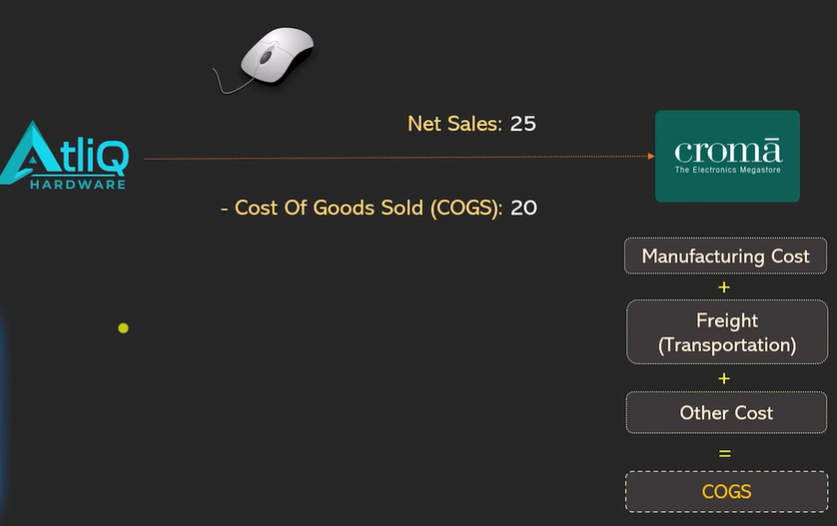 AtliQ
HARDWARE
Net Sales: 25
cromā
The Electronics Megastore
- Cost Of Goods Sold (COGS): 20
Manufacturing Cost
+
Freight
(Transportation)
+
Other Cost
=
COGS